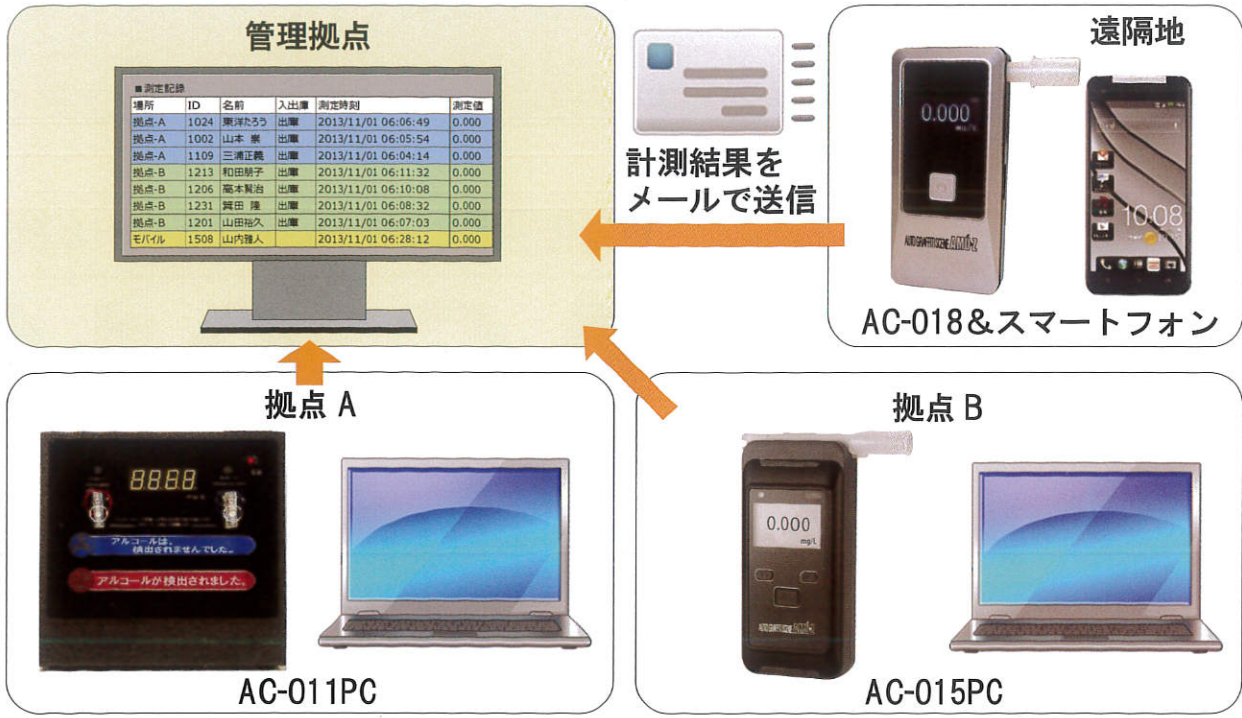 管理拠点
■測定記録
場所 ID 名前 入出庫 測定時刻 測定値
拠点-A 1024 東洋たろう 出庫 2013/11/01 06:06:49 0.000
拠点-A 1002 山本 崇 出庫 2013/11/01 06:05:54 0.000
拠点-A 1109 三浦正義 出庫 2013/11/01 06:04:14 0.000
拠点-B 1213 和田朋子 出庫 2013/11/01 06:11:32 0.000
拠点-B 1206 高本賢治 出庫 2013/11/01 06:10:08 0.000
拠点-B 1231 箕田 隆 出庫 2013/11/01 06:08:32 0.000
拠点-B 1201 山田裕久 出庫 2013/11/01 06:07:03 0.000
モバイル 1508 山内雅人 2013/11/01 06:28:12 0.000
計測結果を
メールで送信
遠隔地
0.000
mg/L
AUTO GRAFFITI SCENE AMU-Z
10:08
AC-018&スマートフォン
拠点 A
8888
アルコールは、
検出されませんでした。
アルコールが検出されました。
AC-011PC
拠点 B
0.000
mg/L
AUTO GRAFFITI SCENE AMU-Z
AC-015PC